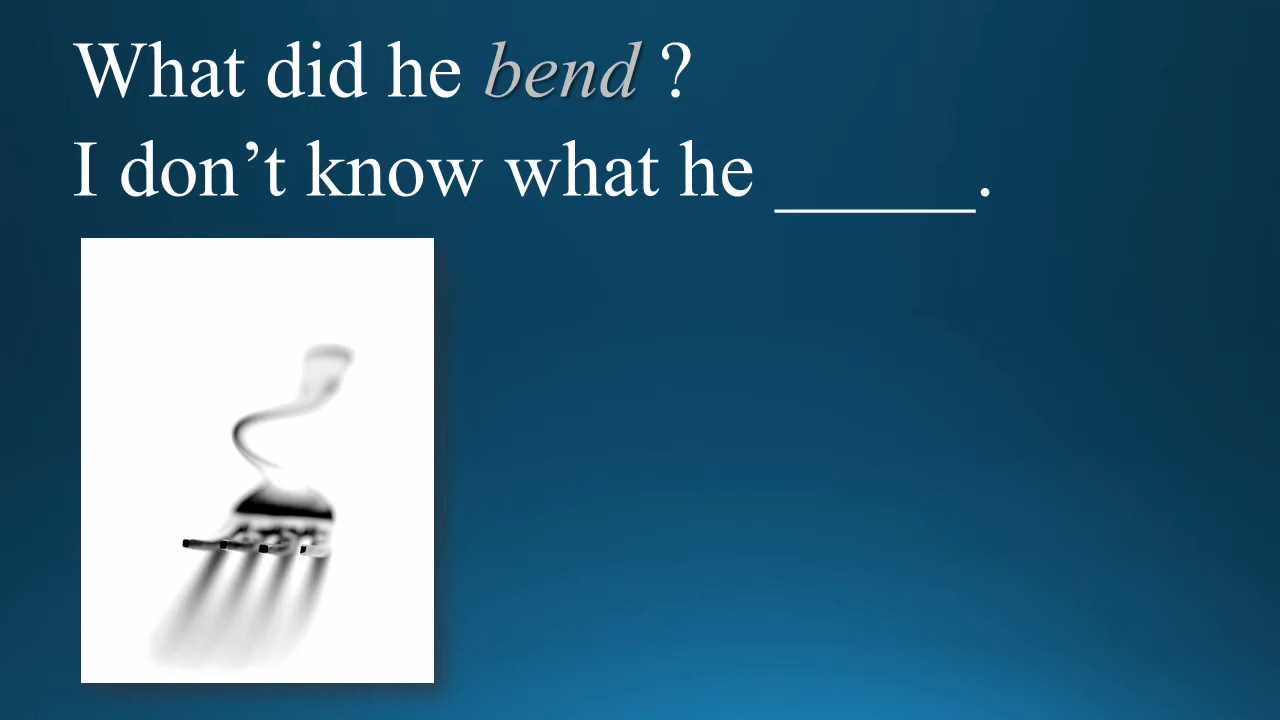 What did he bend ?
I don’t know what he ______.